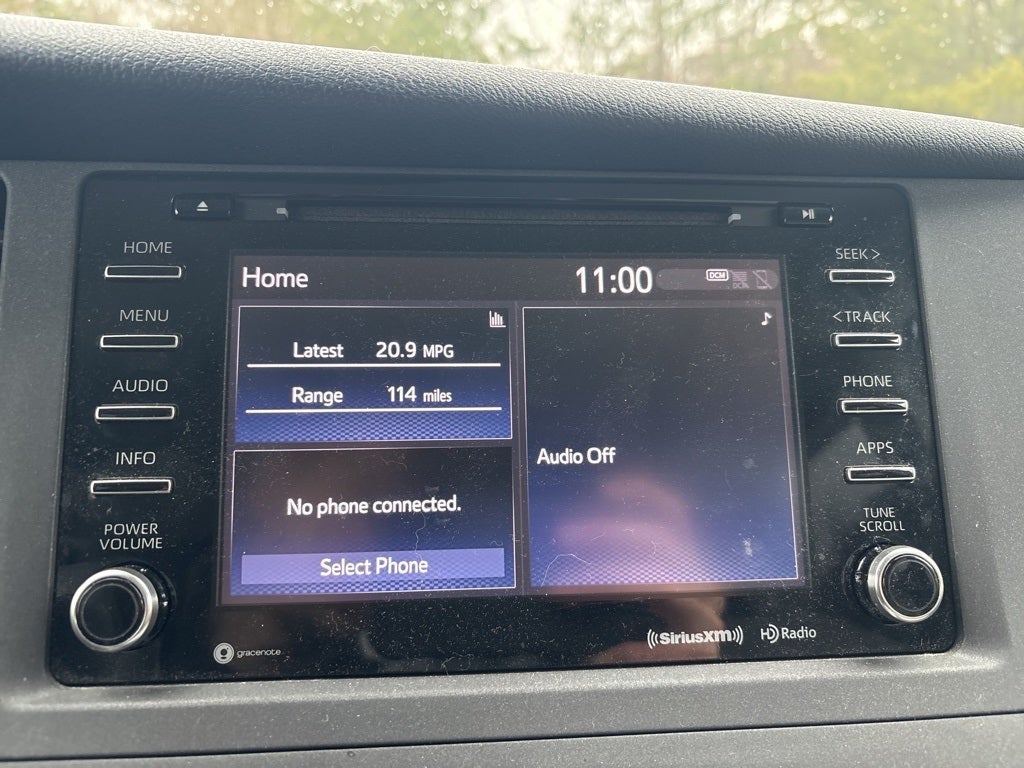 HOME
MENU
AUDIO
INFO
POWER
VOLUME
Home
11:00
DCM
DCM
Latest 20.9 MPG
Range 114 miles
No phone connected.
Select Phone
Audio Off
SEEK >
< TRACK
PHONE
APPS
TUNE
SCROLL
gracenote
SiriusXM
HD Radio